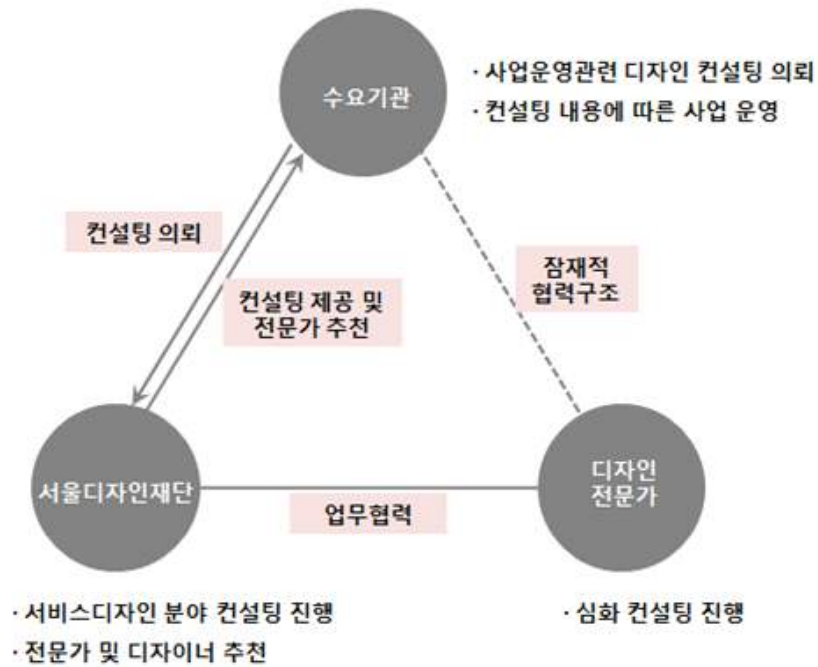 수요기관
· 사업운영관련 디자인 컨설팅 의뢰
· 컨설팅 내용에 따른 사업 운영
컨설팅 의뢰
컨설팅 제공 및
전문가 추천
잠재적
협력구조
서울디자인재단
업무협력
디자인
전문가
· 서비스디자인 분야 컨설팅 진행
· 전문가 및 디자이너 추천
· 심화 컨설팅 진행